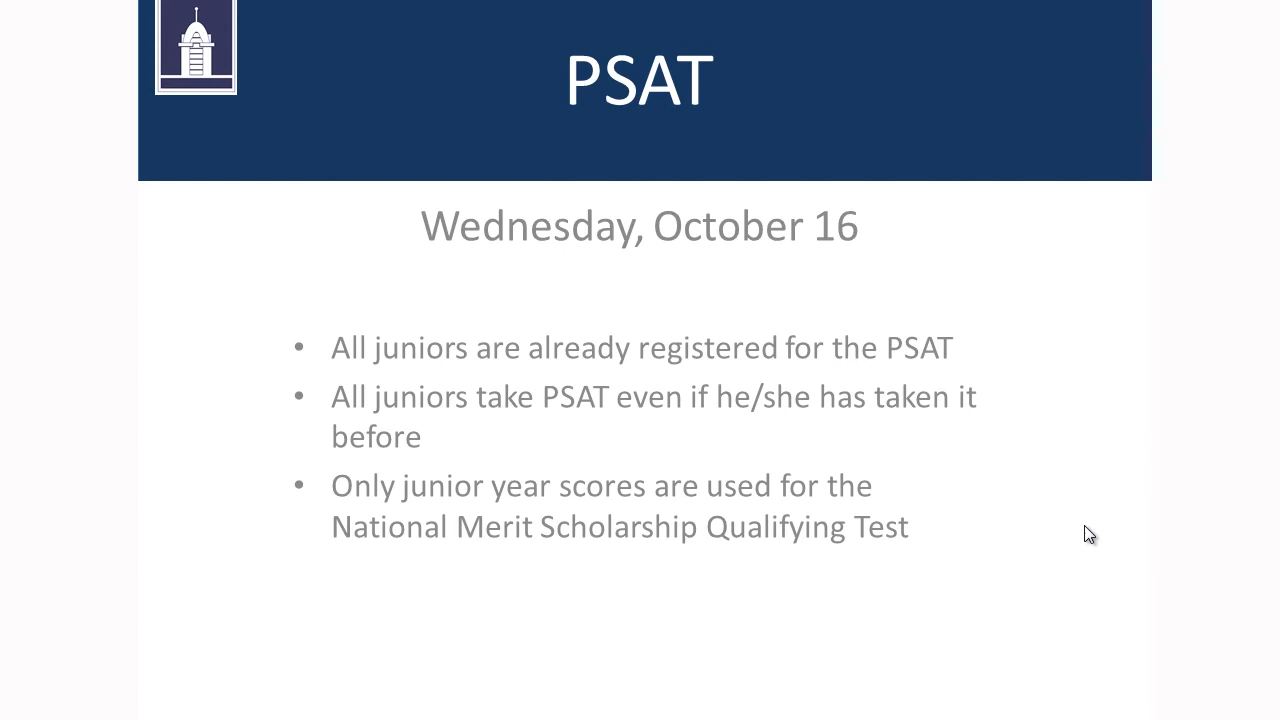 PSAT
Wednesday, October 16
• All juniors are already registered for the PSAT
• All juniors take PSAT even if he/she has taken it
before
• Only junior year scores are used for the
National Merit Scholarship Qualifying Test